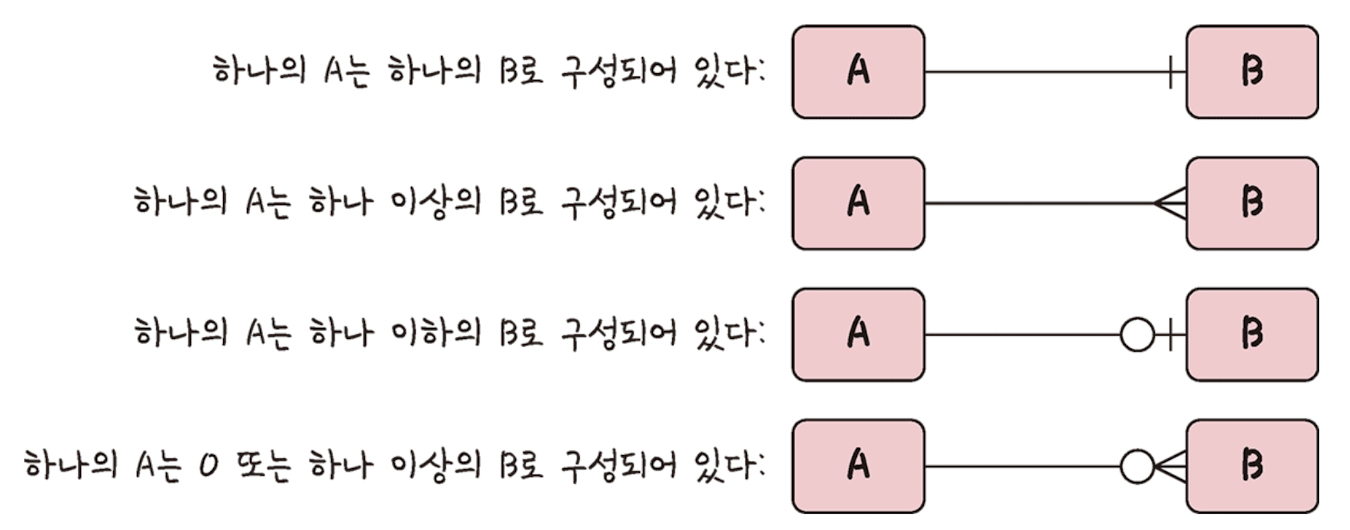 하나의 A는 하나의 B로 구성되어 있다: A B
하나의 A는 하나 이상의 B로 구성되어 있다: A B
하나의 A는 하나 이하의 B로 구성되어 있다: A B
하나의 A는 0 또는 하나 이상의 B로 구성되어 있다: A B